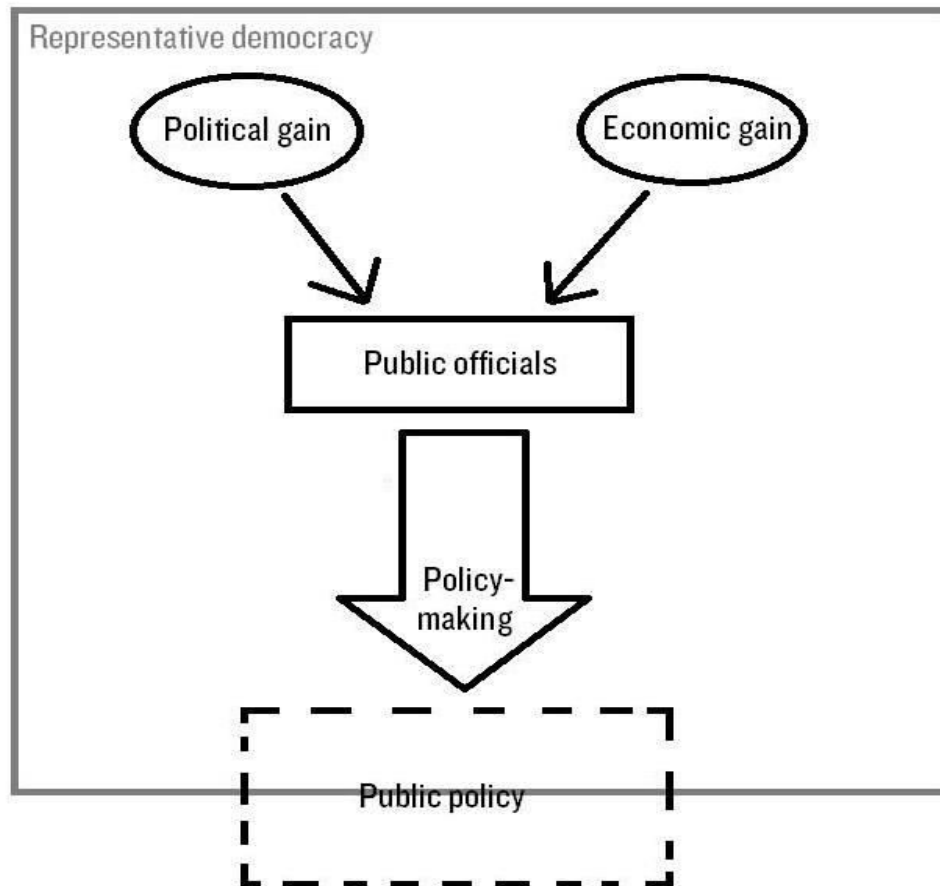 Representative democracy
Political gain
Economic gain
Public officials
Policy-
making
Public policy